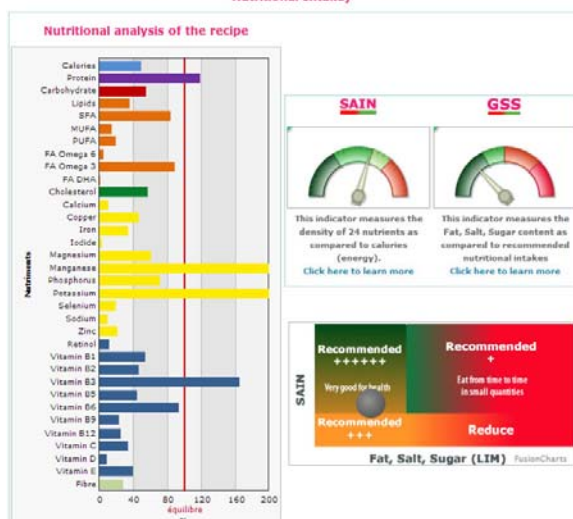 Nutritional analysis of the recipe
Calories
Protein
Carbohydrate
Lipids
SFA
MUFA
PUFA
FA Omega 6
FA Omega 3
FA DHA
Cholesterol
Calcium
Copper
Iron
Iodide
Magnesium
Manganese
Phosphorus
Potassium
Selenium
Sodium
Zinc
Retinol
Vitamin B1
Vitamin B2
Vitamin B3
Vitamin B5
Vitamin B6
Vitamin B9
Vitamin B12
Vitamin C
Vitamin D
Vitamin E
Fibre
Nutriments
0 40 80 120 160 200
équilibre
SAIN
This indicator measures the
density of 24 nutrients as
compared to calories
(energy).
Click here to learn more
GSS
This indicator measures the
Fat, Salt, Sugar content as
compared to recommended
nutritional intakes
Click here to learn more
SAIN
Recommended
++++++
Very good for health
Recommended
+
Eat from time to time
in small quantities
Recommended
+++
Reduce
Fat, Salt, Sugar (LIM)
FusionCharts